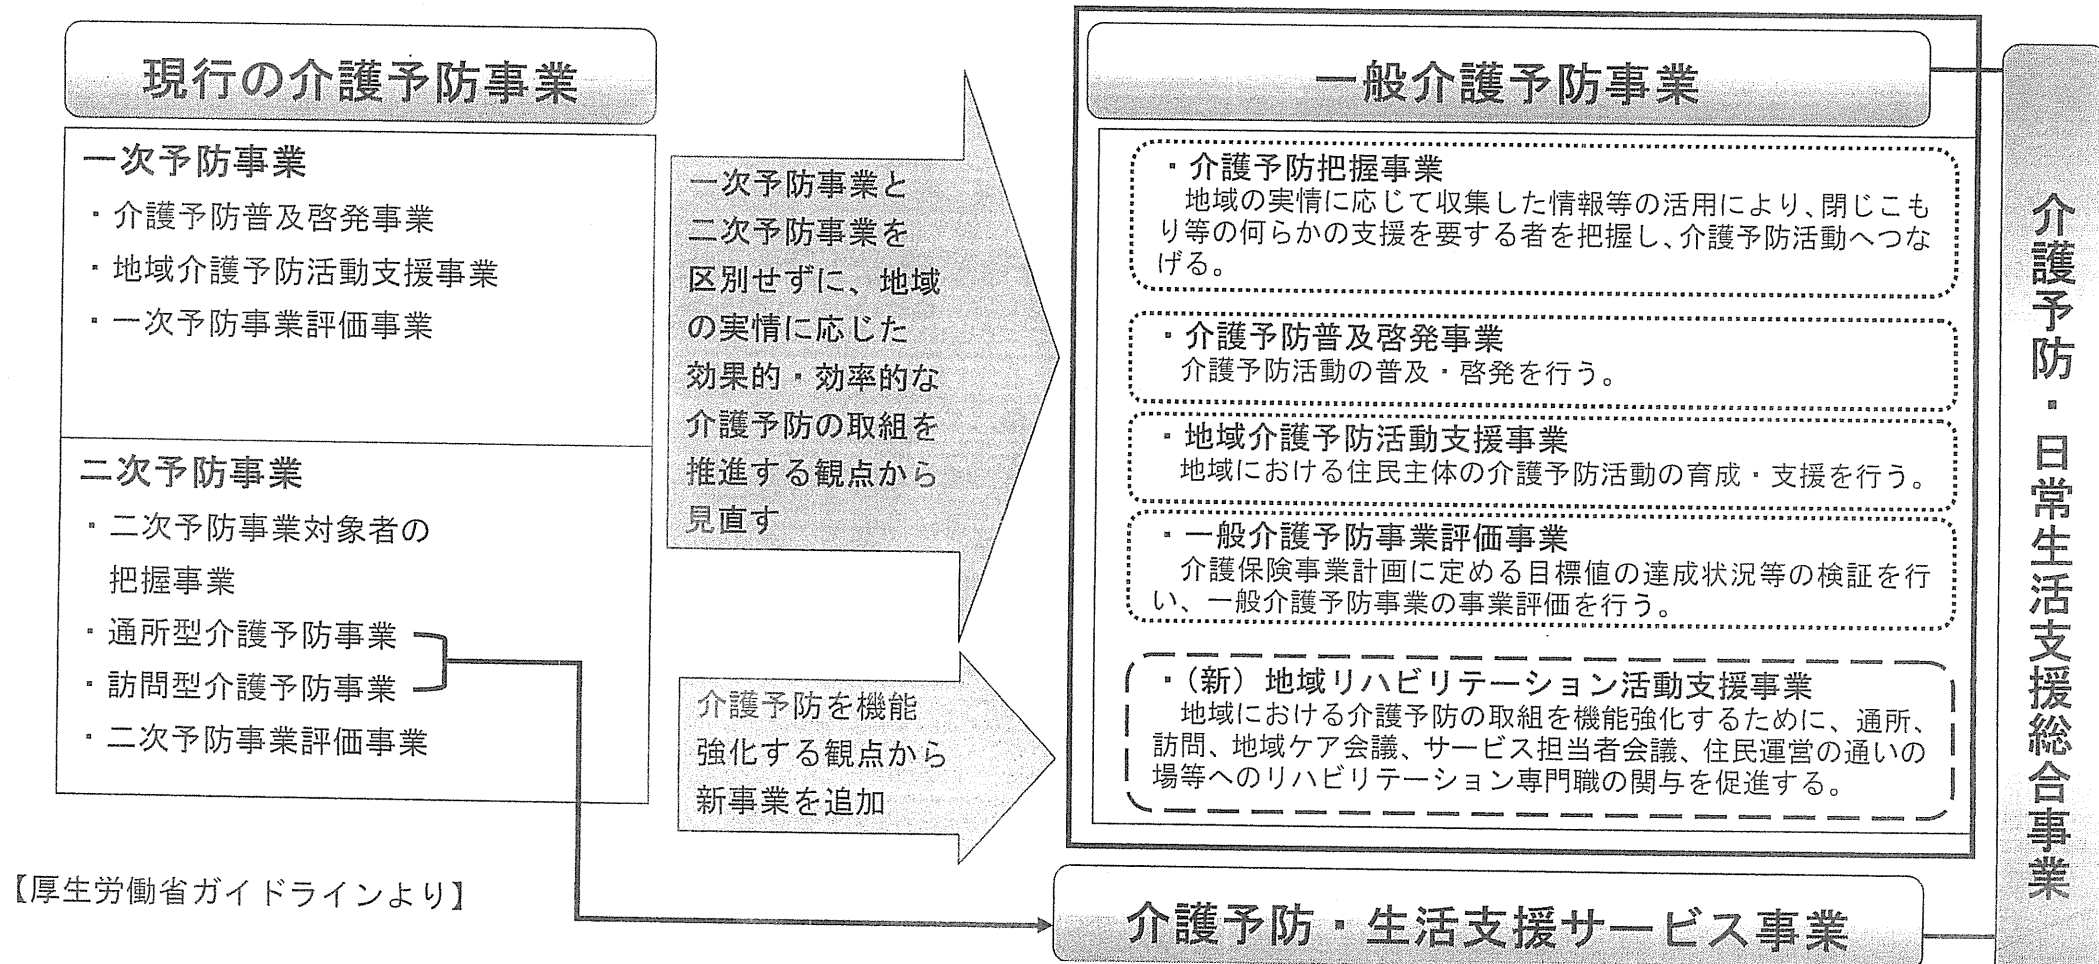 現行の介護予防事業
一次予防事業
・介護予防普及啓発事業
・地域介護予防活動支援事業
・一次予防事業評価事業
二次予防事業
・二次予防事業対象者の
把握事業
・通所型介護予防事業
・訪問型介護予防事業
・二次予防事業評価事業
【厚生労働省ガイドラインより】
一次予防事業と
二次予防事業を
区別せずに、地域
の実情に応じた
効果的・効率的な
介護予防の取組を
推進する観点から
見直す
介護予防を機能
強化する観点から
新事業を追加
一般介護予防事業
・介護予防把握事業
地域の実情に応じて収集した情報等の活用により、閉じこも
り等の何らかの支援を要する者を把握し、介護予防活動へつな
げる。
・介護予防普及啓発事業
介護予防活動の普及・啓発を行う。
・地域介護予防活動支援事業
地域における住民主体の介護予防活動の育成・支援を行う。
・一般介護予防事業評価事業
介護保険事業計画に定める目標値の達成状況等の検証を行
い、一般介護予防事業の事業評価を行う。
・（新）地域リハビリテーション活動支援事業
地域における介護予防の取組を機能強化するために、通所、
訪問、地域ケア会議、サービス担当者会議、住民運営の通いの
場等へのリハビリテーション専門職の関与を促進する。
介護予防・生活支援サービス事業
介護予防・日常生活支援総合事業